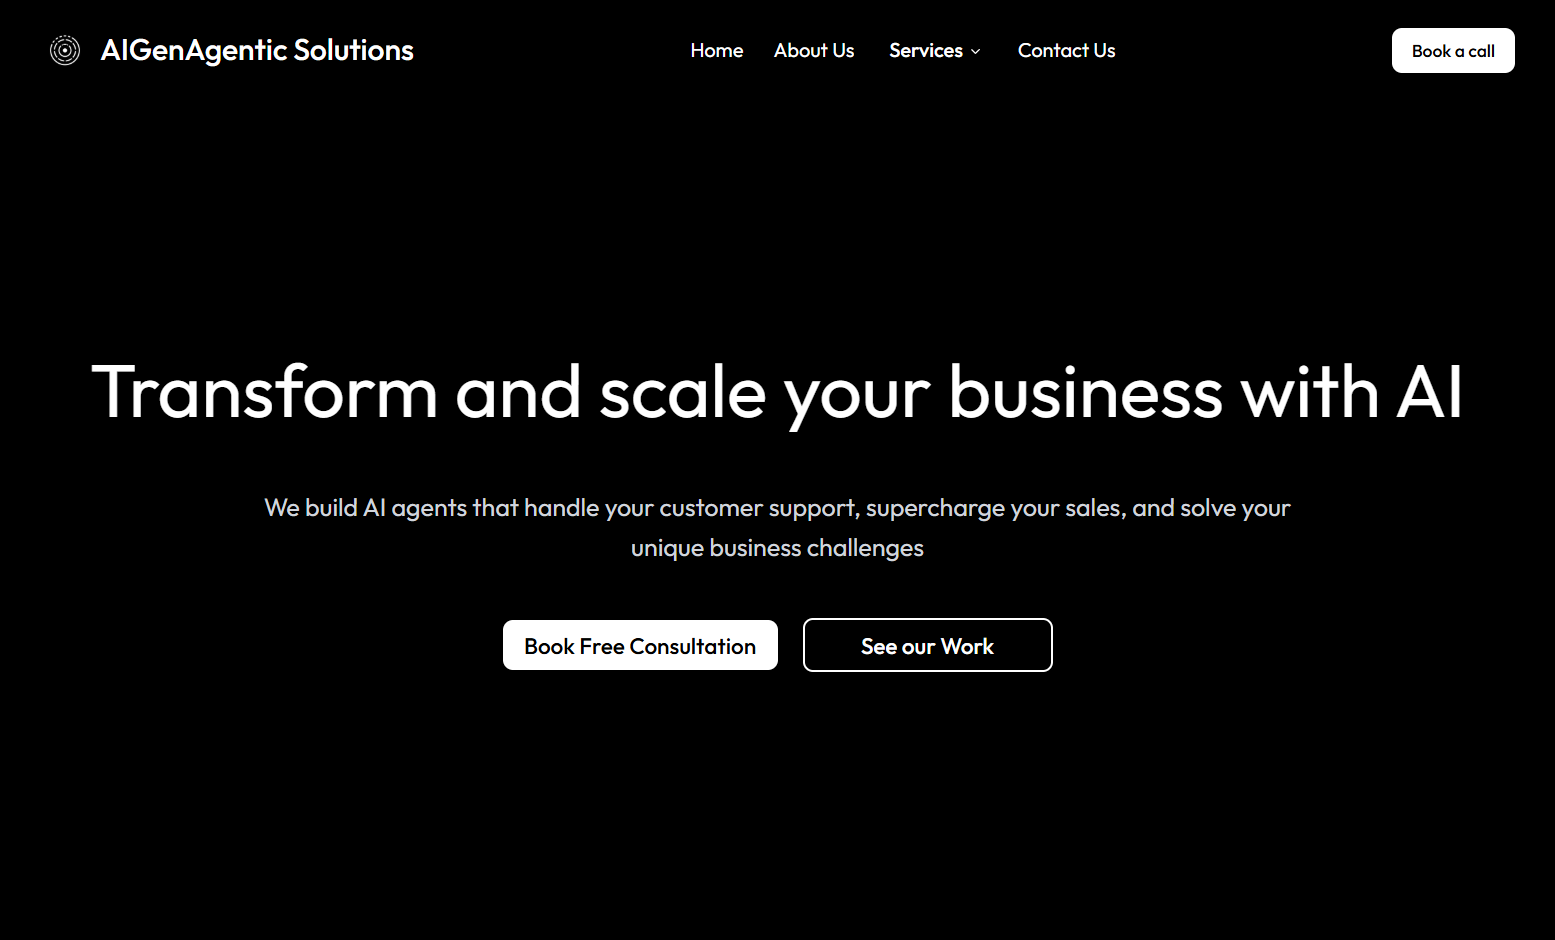 AIGenAgentic Solutions
Home
About Us
Services
Contact Us
Book a call
Transform and scale your business with AI
We build AI agents that handle your customer support, supercharge your sales, and solve your
unique business challenges
Book Free Consultation
See our Work